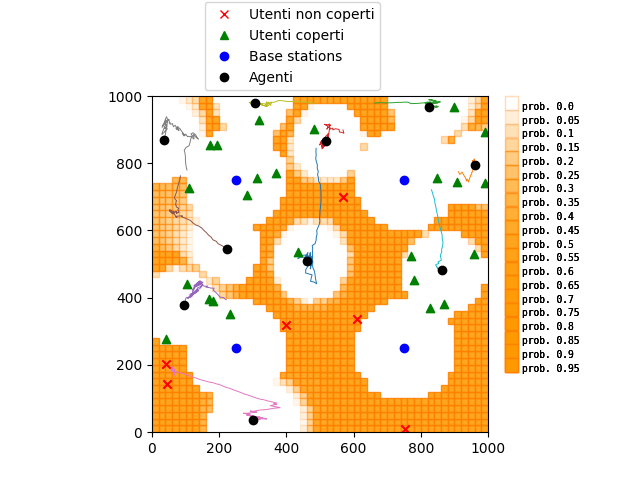 Utenti non coperti
Utenti coperti
Base stations
Agenti
1000
800
600
400
200
0
0 200 400 600 800 1000
prob. 0.0
prob. 0.05
prob. 0.1
prob. 0.15
prob. 0.2
prob. 0.25
prob. 0.3
prob. 0.35
prob. 0.4
prob. 0.45
prob. 0.5
prob. 0.55
prob. 0.6
prob. 0.65
prob. 0.7
prob. 0.75
prob. 0.8
prob. 0.85
prob. 0.9
prob. 0.95